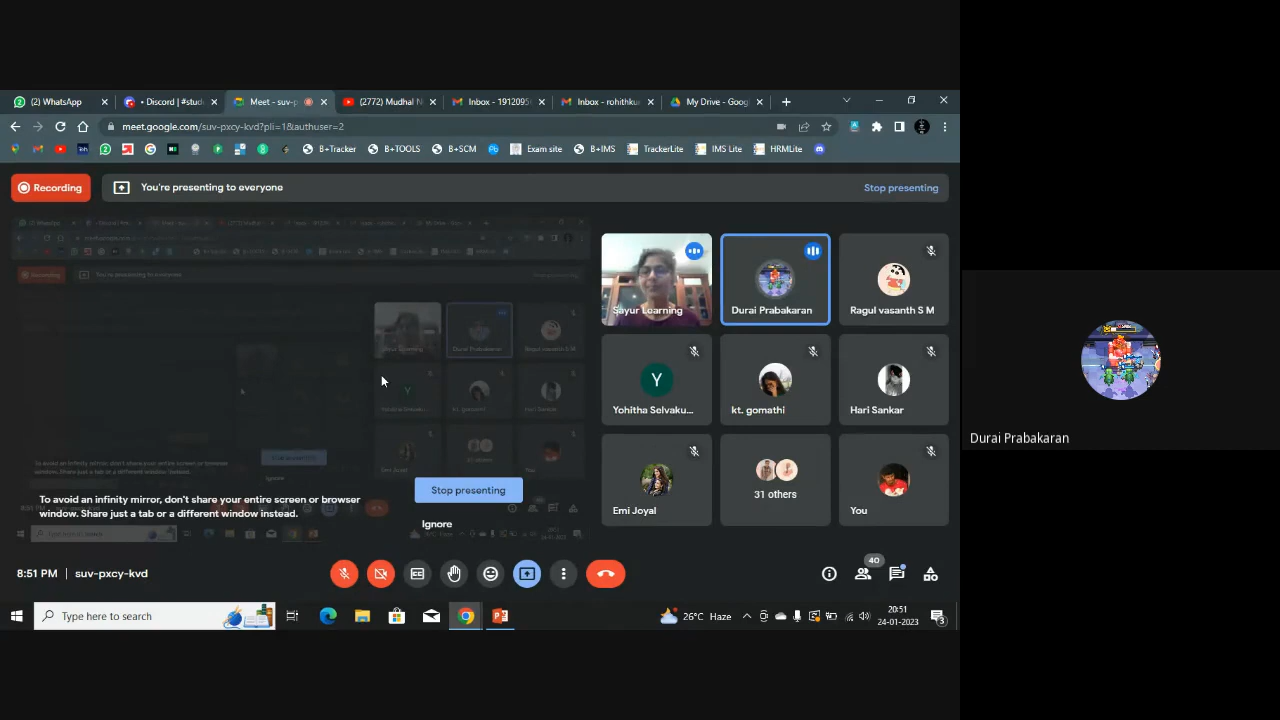 (2) WhatsApp
• Discord | #stud
Meet - suv-p
(2772) Mudhal N
Inbox - 1912095
Inbox - rohithku
My Drive - Goog
meet.google.com/suv-pxcy-kvd?pli=1&authuser=2
B+Tracker
B+TOOLS
B+SCM
Exam site
B+IMS
TrackerLite
IMS Lite
HRMLite
Recording
You're presenting to everyone
Stop presenting
Sayur Learning
Durai Prabakaran
Ragul vasanth S M
Y
Yohitha Selvaku...
kt. gomathi
Hari Sankar
Emi Joyal
31 others
You
Durai Prabakaran
To avoid an infinity mirror, don't share your entire screen or browser
window. Share just a tab or a different window instead.
Stop presenting
Ignore
8:51 PM | suv-pxcy-kvd
40
Type here to search
26°C Haze
20:51
24-01-2023
3